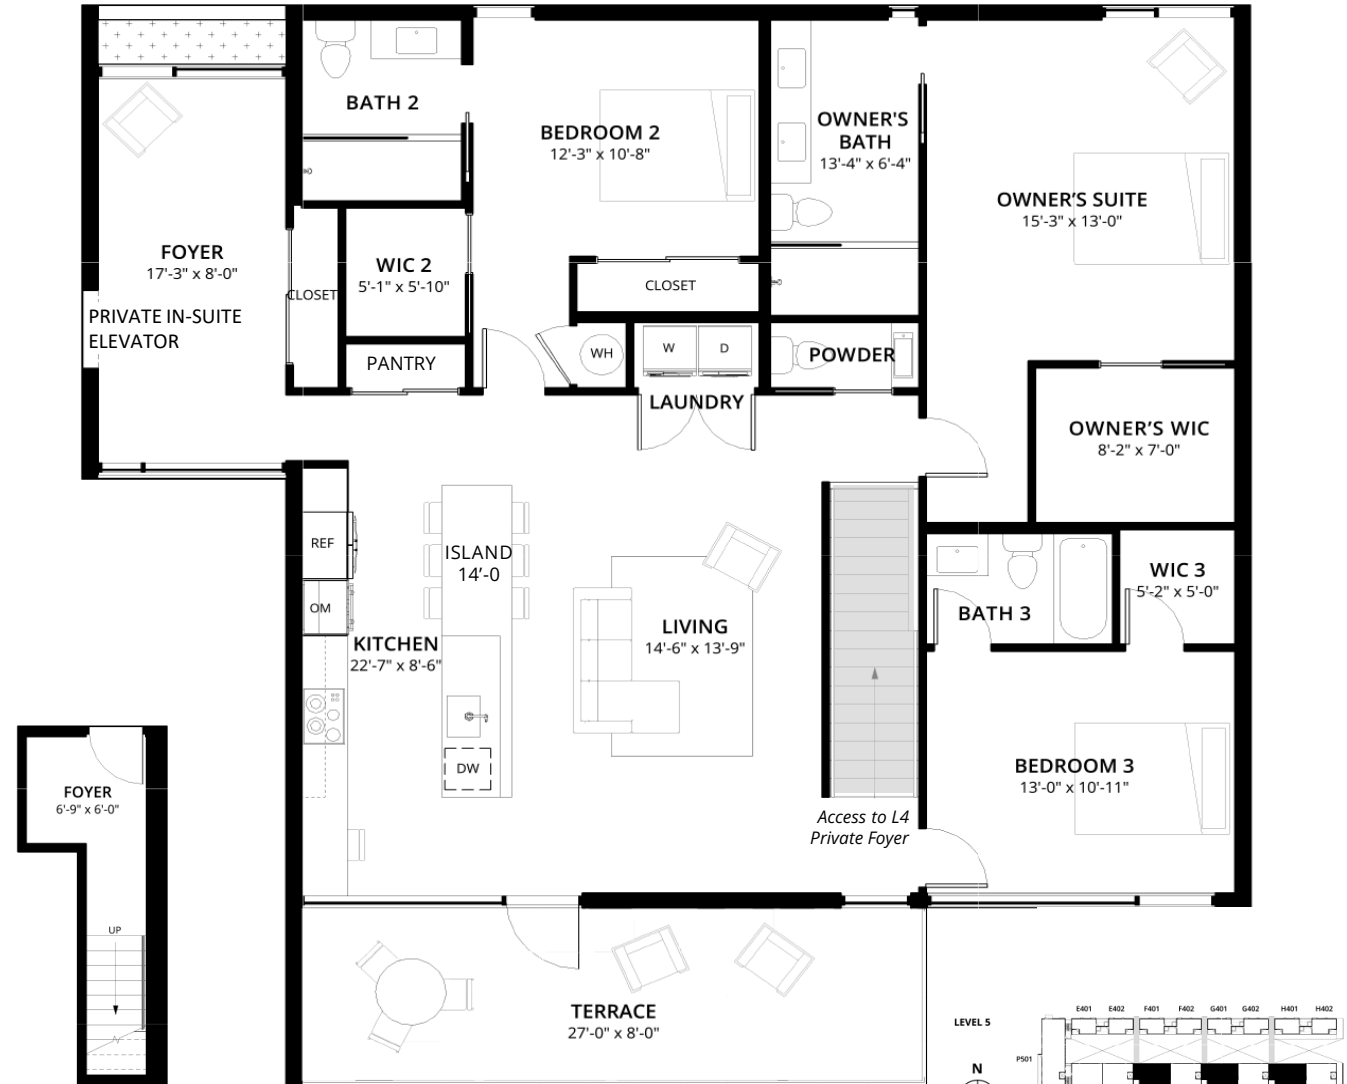 BATH 2
BEDROOM 2
12'-3" x 10'-8"
OWNER'S
BATH
13'-4" x 6'-4"
OWNER'S SUITE
15'-3" x 13'-0"
FOYER
17'-3" x 8'-0"
PRIVATE IN-SUITE
ELEVATOR
CLOSET
WIC 2
5'-1" x 5'-10"
CLOSET
PANTRY
WH
W
D
LAUNDRY
POWDER
OWNER'S WIC
8'-2" x 7'-0"
REF
OM
ISLAND
14'-0
KITCHEN
22'-7" x 8'-6"
DW
LIVING
14'-6" x 13'-9"
BATH 3
WIC 3
5'-2" x 5'-0"
BEDROOM 3
13'-0" x 10'-11"
Access to L4
Private Foyer
FOYER
6'-9" x 6'-0"
UP
TERRACE
27'-0" x 8'-0"
LEVEL 5
N
E401 E402 F401 F402 G401 G402 H401 H402
P501